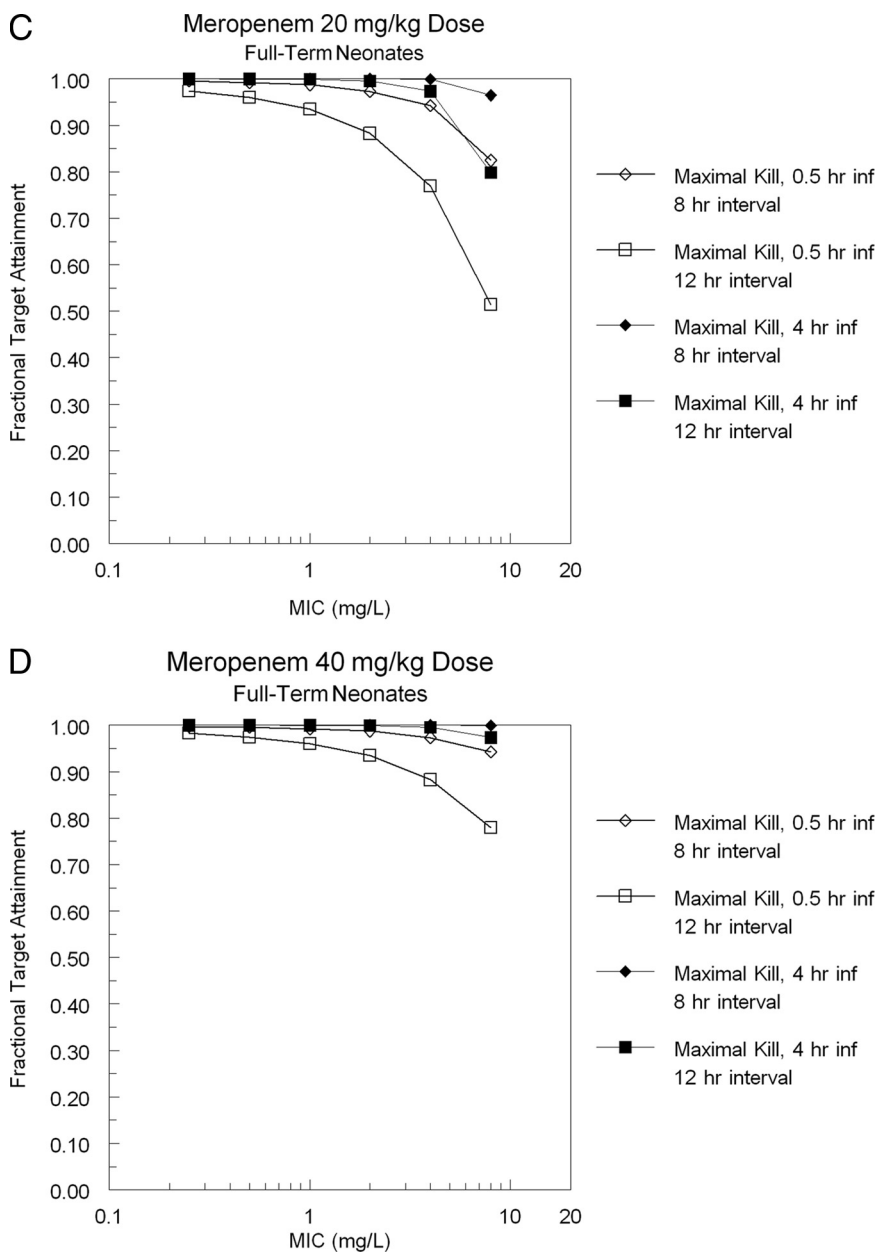 C
Meropenem 20 mg/kg Dose
Full-Term Neonates
Fractional Target Attainment
1.00
0.90
0.80
0.70
0.60
0.50
0.40
0.30
0.20
0.10
0.00
0.1
1
10
20
MIC (mg/L)
Maximal Kill, 0.5 hr inf
8 hr interval
Maximal Kill, 0.5 hr inf
12 hr interval
Maximal Kill, 4 hr inf
8 hr interval
Maximal Kill, 4 hr inf
12 hr interval
D
Meropenem 40 mg/kg Dose
Full-Term Neonates
Fractional Target Attainment
1.00
0.90
0.80
0.70
0.60
0.50
0.40
0.30
0.20
0.10
0.00
0.1
1
10
20
MIC (mg/L)
Maximal Kill, 0.5 hr inf
8 hr interval
Maximal Kill, 0.5 hr inf
12 hr interval
Maximal Kill, 4 hr inf
8 hr interval
Maximal Kill, 4 hr inf
12 hr interval